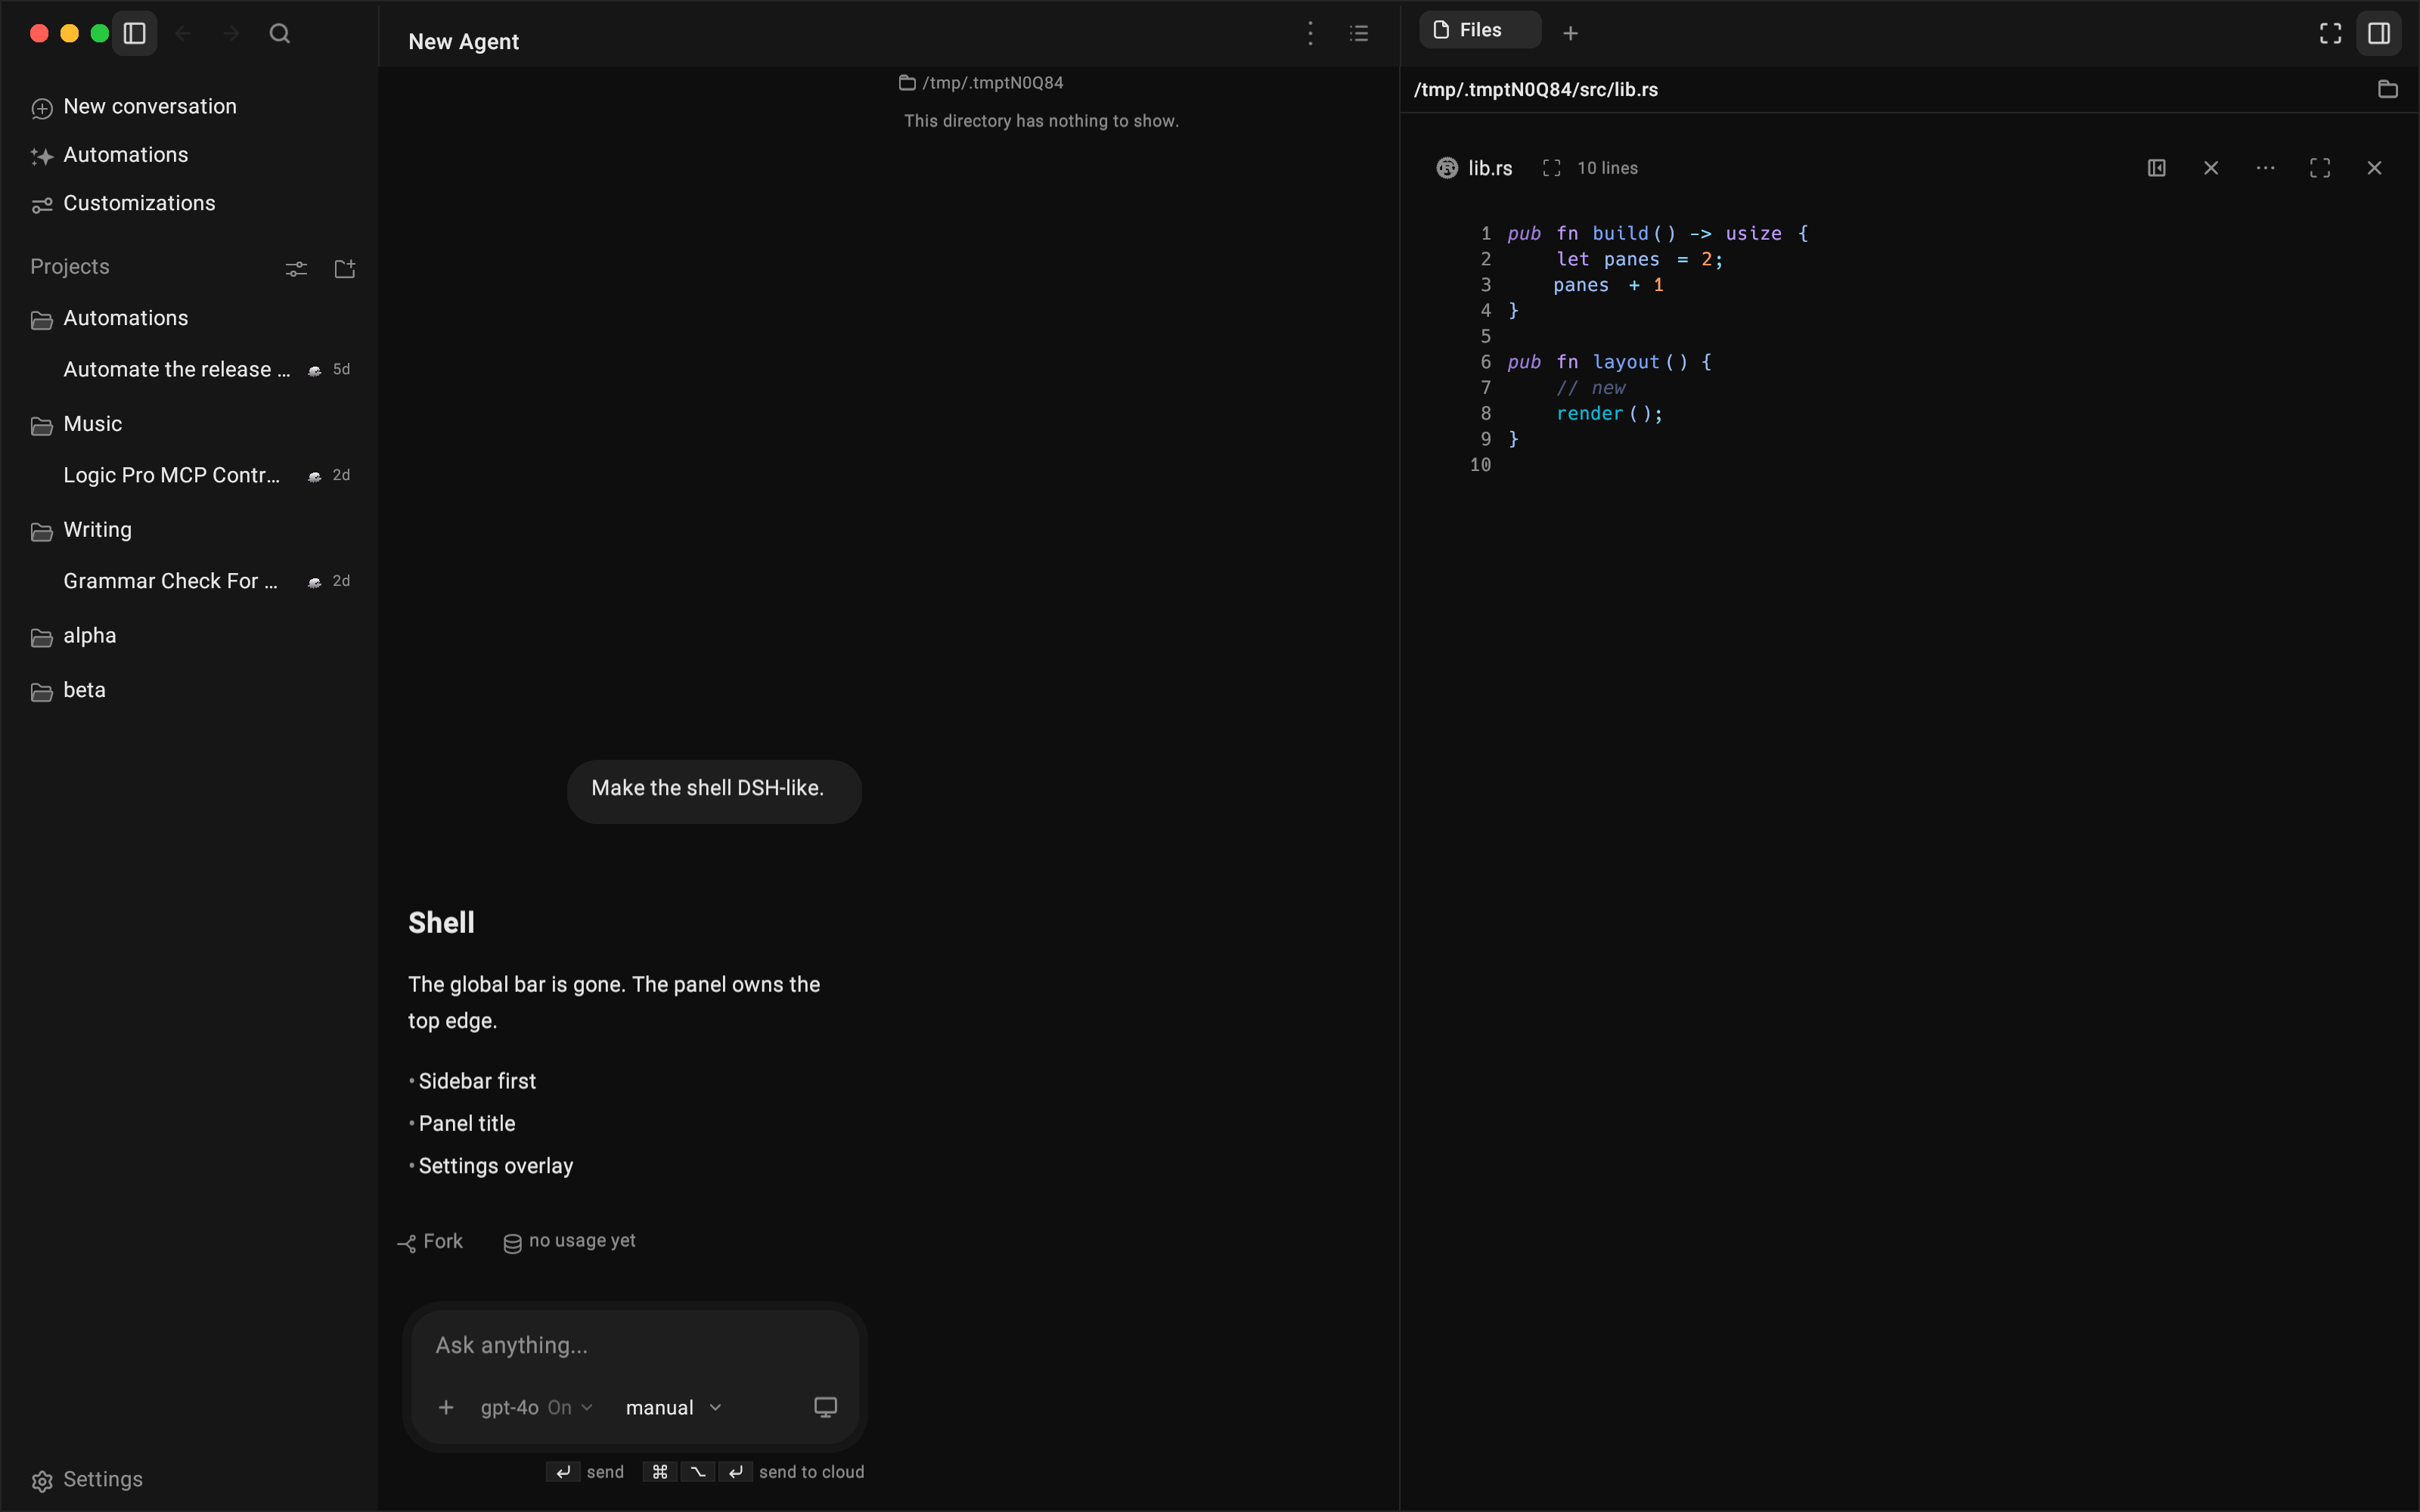 New conversation
Automations
Customizations
Projects
Automations
Automate the release ... 5d
Music
Logic Pro MCP Contr... 2d
Writing
Grammar Check For ... 2d
alpha
beta
Settings
New Agent
/tmp/.tmptN0Q84
This directory has nothing to show.
Make the shell DSH-like.
Shell
The global bar is gone. The panel owns the
top edge.
• Sidebar first
• Panel title
• Settings overlay
Fork no usage yet
Ask anything...
gpt-4o On manual
send send to cloud
Files
/tmp/.tmptN0Q84/src/lib.rs
lib.rs 10 lines
1 pub fn build() -> usize {
2     let panes = 2;
3     panes + 1
4 }
5
6 pub fn layout() {
7     // new
8     render();
9 }
10